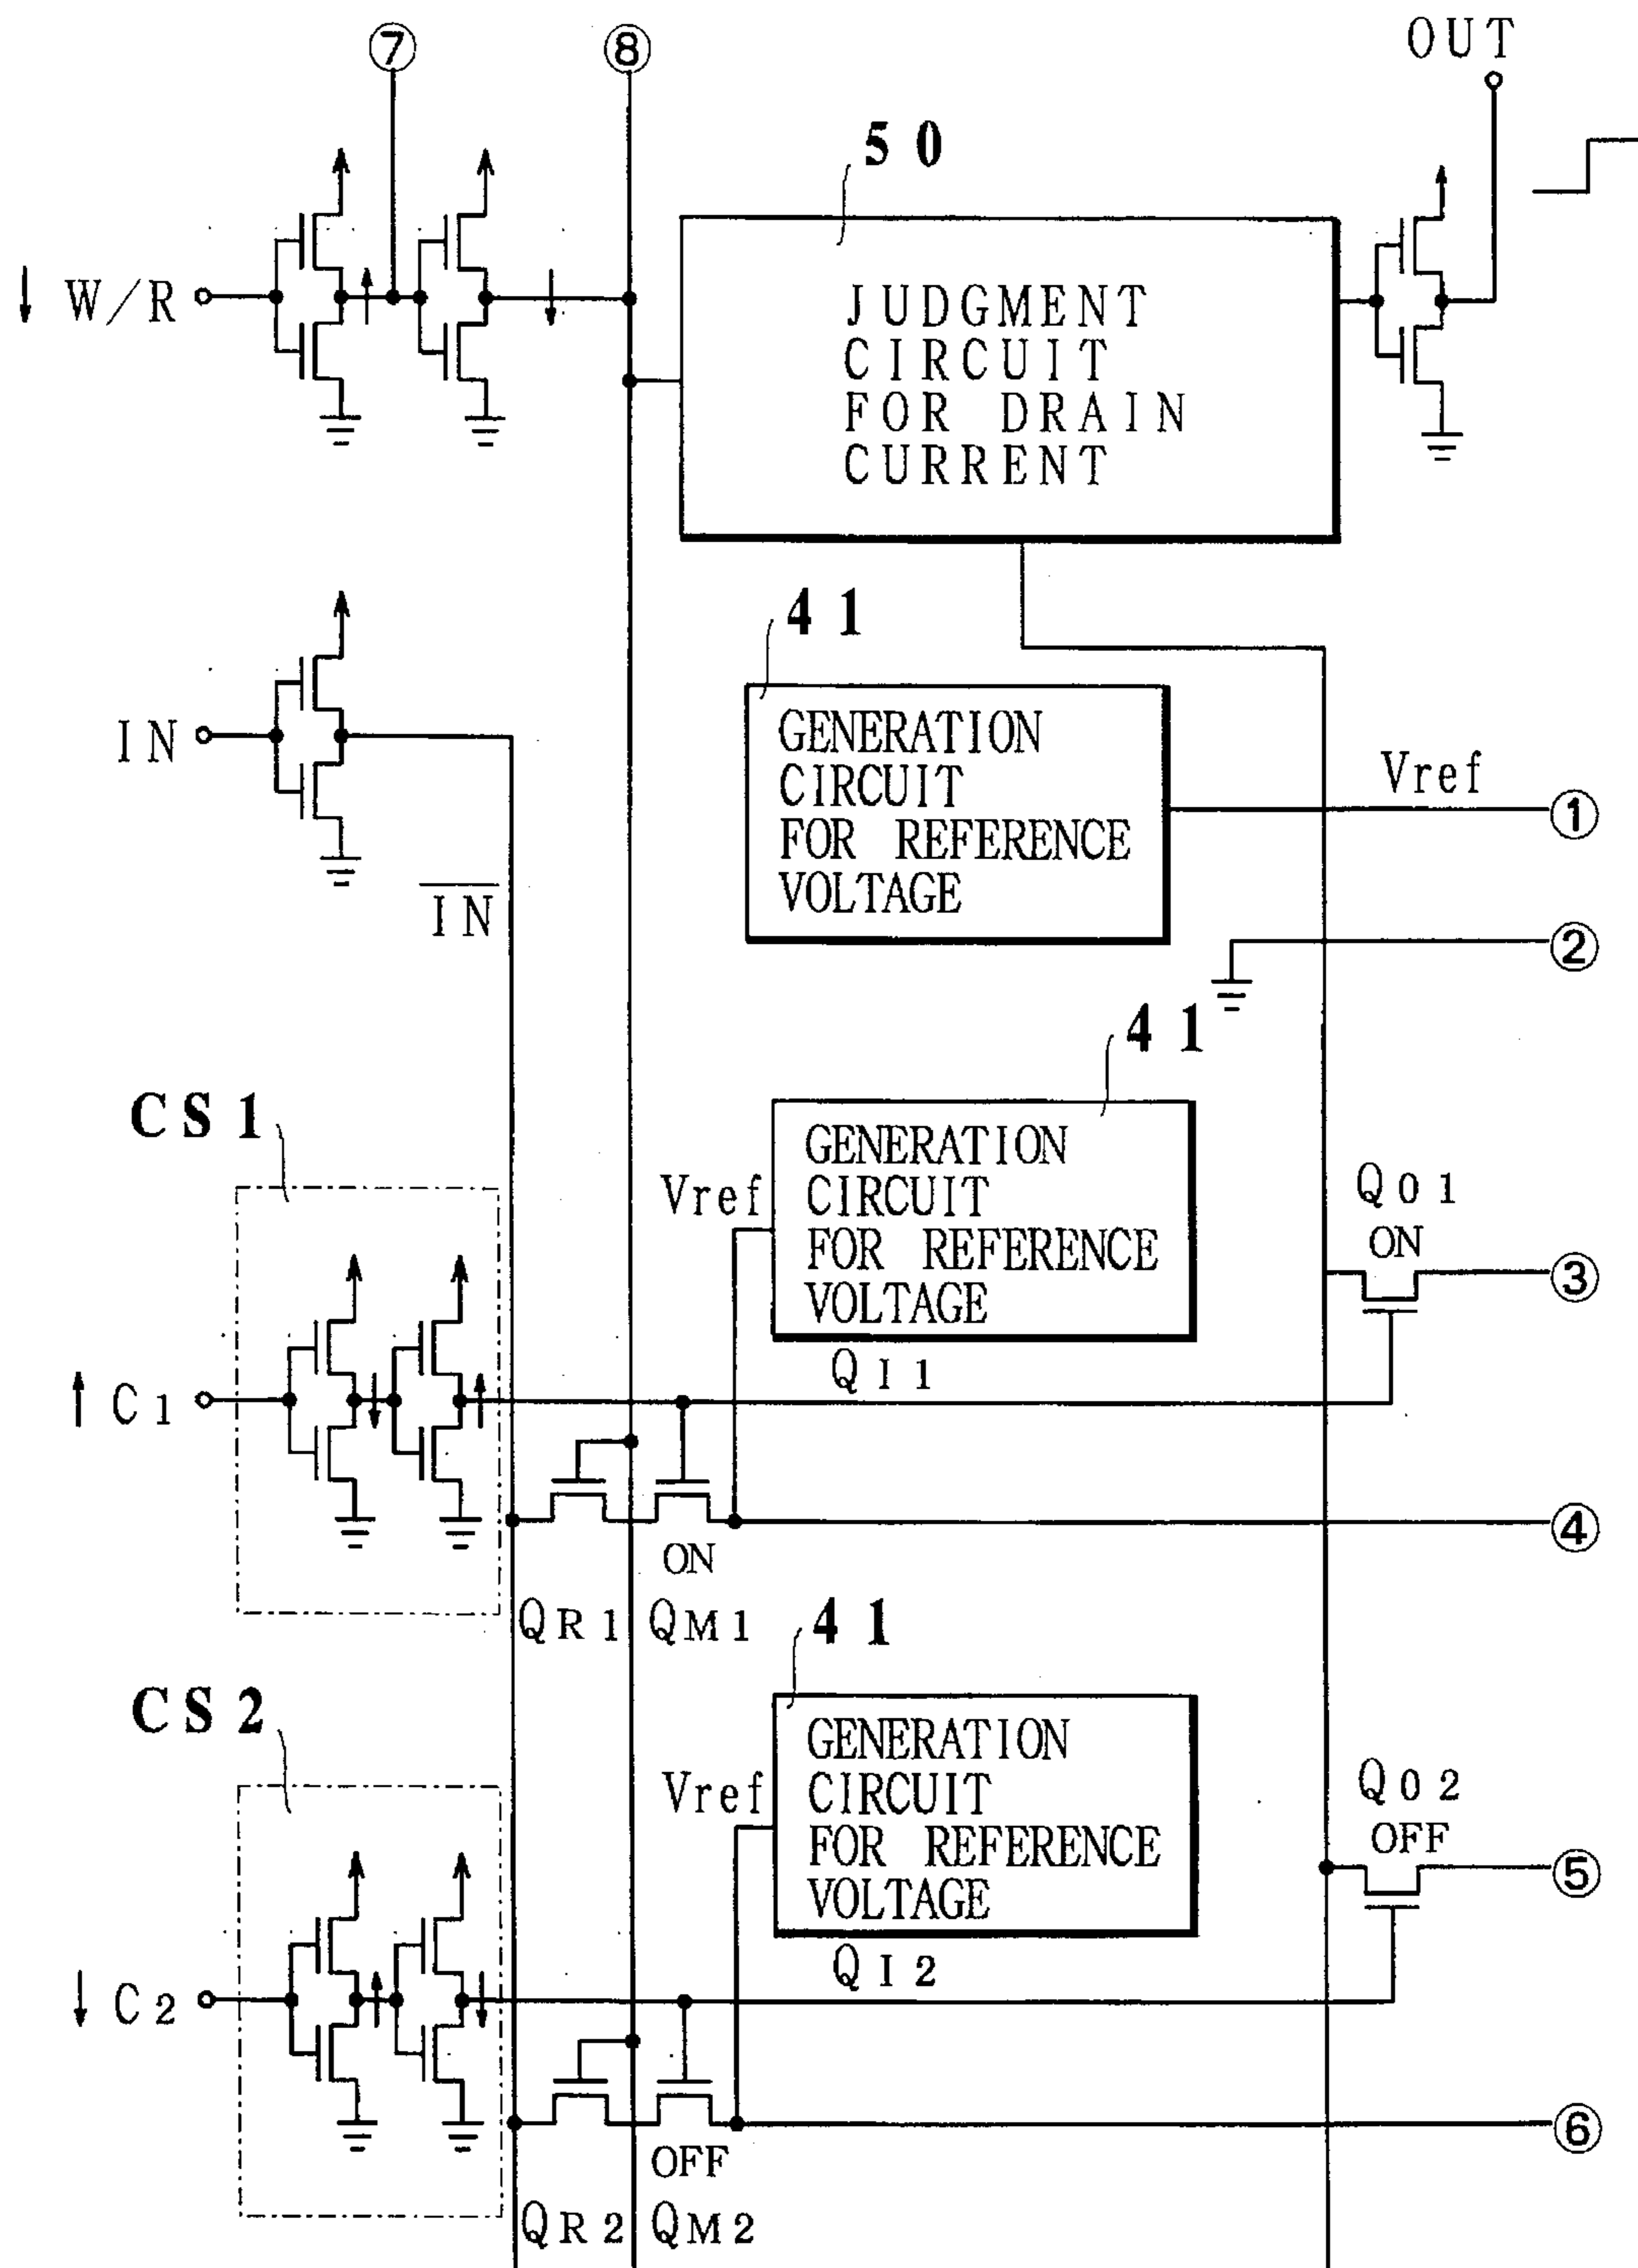 ⑦
⑧
OUT
50
↓ W/R
JUDGMENT
CIRCUIT
FOR DRAIN
CURRENT
41
IN
GENERATION
CIRCUIT
FOR REFERENCE
VOLTAGE
Vref
①
IN
②
41
CS1
GENERATION
CIRCUIT
FOR REFERENCE
VOLTAGE
Vref
QO1
ON
③
QI1
↑ C1
④
ON
QR1
QM1
41
CS2
GENERATION
CIRCUIT
FOR REFERENCE
VOLTAGE
Vref
QO2
OFF
⑤
QI2
↓ C2
⑥
OFF
QR2
QM2